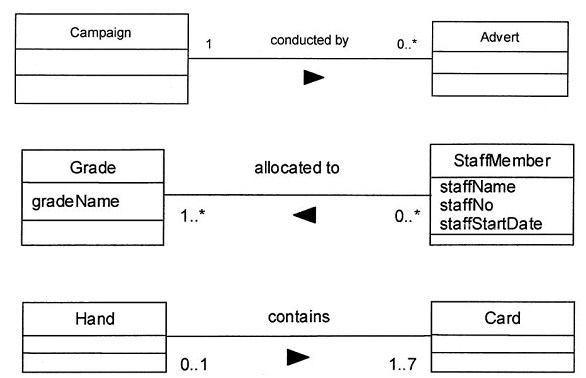 Campaign
1 conducted by 0..*
Advert
Grade
gradeName
allocated to
1..* 0..*
StaffMember
staffName
staffNo
staffStartDate
Hand
contains
0..1 1..7
Card